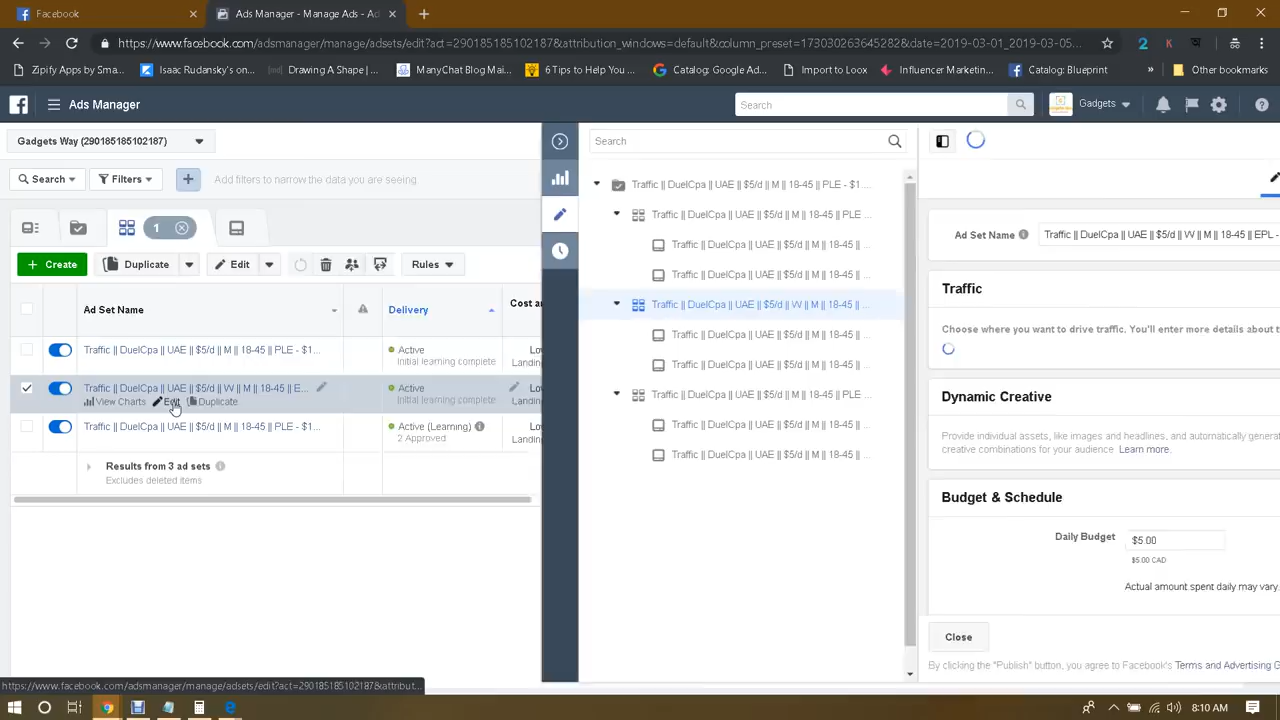 Facebook
Ads Manager - Manage Ads - Ad
https://www.facebook.com/adsmanager/manage/adsets/edit?act=290185185102187&attribution_windows=default&column_preset=173030263645282&date=2019-03-01_2019-03-05...
Zipify Apps by Sma...
Isaac Rudansky's on...
Drawing A Shape | ...
ManyChat Blog Mai...
6 Tips to Help You ...
Catalog: Google Ad...
Import to Loox
Influencer Marketin...
Catalog: Blueprint
»
Other bookmarks
Ads Manager
Search
Gadgets
Gadgets Way (290185185102187)
Search
Filters
Add filters to narrow the data you are seeing.
1
Create
Duplicate
Edit
Rules
Ad Set Name
Delivery
Cost an
Traffic || DuelCpa || UAE || $5/d || M || 18-45 || PLE - $1...
Active
Initial learning complete
Lo
Landin
Traffic || DuelCpa || UAE || $5/d || W || M || 18-45 || E...
View Charts
Edit
Duplicate
Active
Initial learning complete
Lo
Landin
Traffic || DuelCpa || UAE || $5/d || M || 18-45 || PLE - $1...
Active (Learning)
2 Approved
Lo
Landin
Results from 3 ad sets
Excludes deleted items
Search
Traffic || DuelCpa || UAE || $5/d || M || 18-45 || PLE - $1 ...
Traffic || DuelCpa || UAE || $5/d || M || 18-45 || PLE ...
Traffic || DuelCpa || UAE || $5/d || M || 18-45 || ...
Traffic || DuelCpa || UAE || $5/d || M || 18-45 || ...
Traffic || DuelCpa || UAE || $5/d || W || M || 18-45 || ...
Traffic || DuelCpa || UAE || $5/d || M || 18-45 || ...
Traffic || DuelCpa || UAE || $5/d || M || 18-45 || ...
Traffic || DuelCpa || UAE || $5/d || M || 18-45 || PLE ...
Traffic || DuelCpa || UAE || $5/d || M || 18-45 || ...
Traffic || DuelCpa || UAE || $5/d || M || 18-45 || ...
Ad Set Name
Traffic || DuelCpa || UAE || $5/d || W || M || 18-45 || EPL -
Traffic
Choose where you want to drive traffic. You'll enter more details about t
Dynamic Creative
Provide individual assets, like images and headlines, and automatically genera
creative combinations for your audience Learn more.
Budget & Schedule
Daily Budget
$5.00
$5.00 CAD
Actual amount spent daily may vary.
Close
By clicking the "Publish" button, you agree to Facebook's Terms and Advertising G
https://www.facebook.com/adsmanager/manage/adsets/edit?act=290185185102187&attribut...
8:10 AM